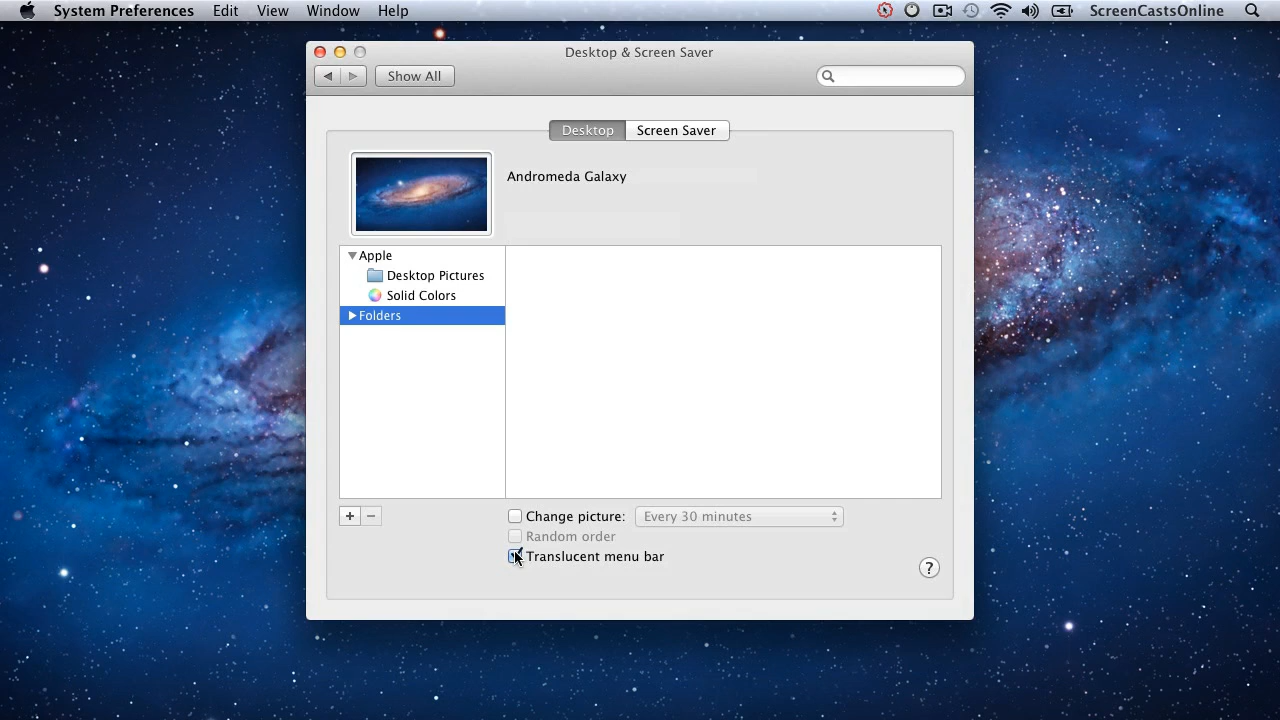 System Preferences Edit View Window Help ScreenCastsOnline
Desktop & Screen Saver
Show All
Desktop Screen Saver
Andromeda Galaxy
Apple
Desktop Pictures
Solid Colors
Folders
+ −
Change picture: Every 30 minutes
Random order
Translucent menu bar
?